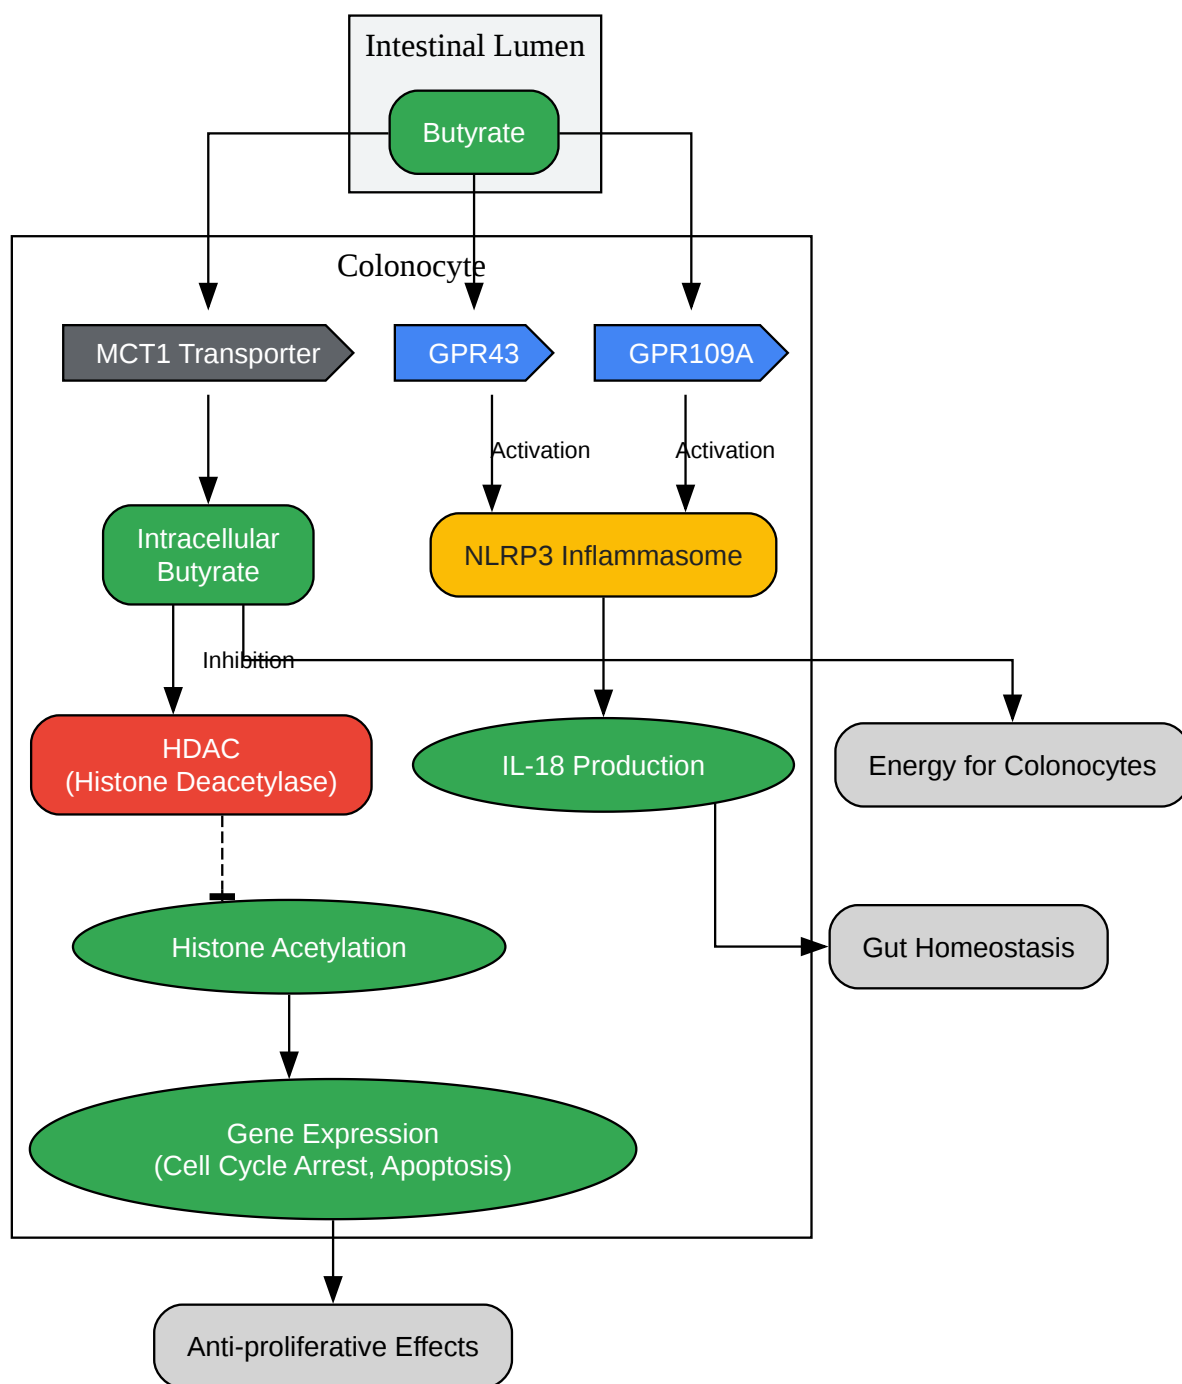 Intestinal Lumen
Butyrate
Colonocyte
MCT1 Transporter
GPR43
GPR109A
Activation
Activation
Intracellular
Butyrate
NLRP3 Inflammasome
Inhibition
HDAC
(Histone Deacetylase)
IL-18 Production
Energy for Colonocytes
Histone Acetylation
Gut Homeostasis
Gene Expression
(Cell Cycle Arrest, Apoptosis)
Anti-proliferative Effects